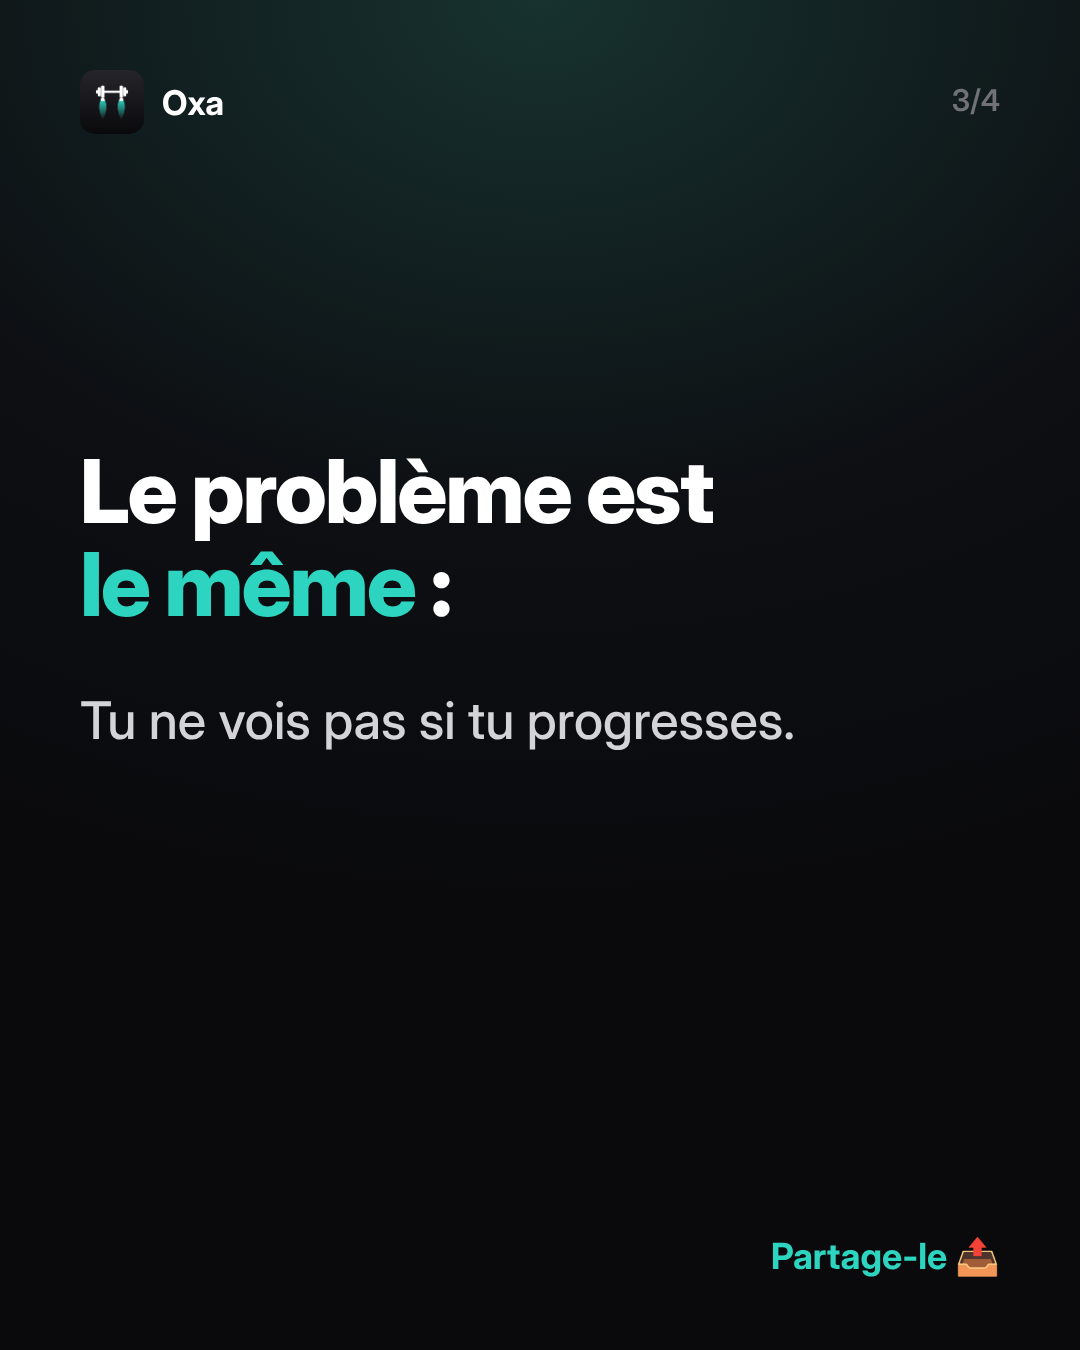 Oxa
3/4
Le problème est
le même :
Tu ne vois pas si tu progresses.
Partage-le 📤